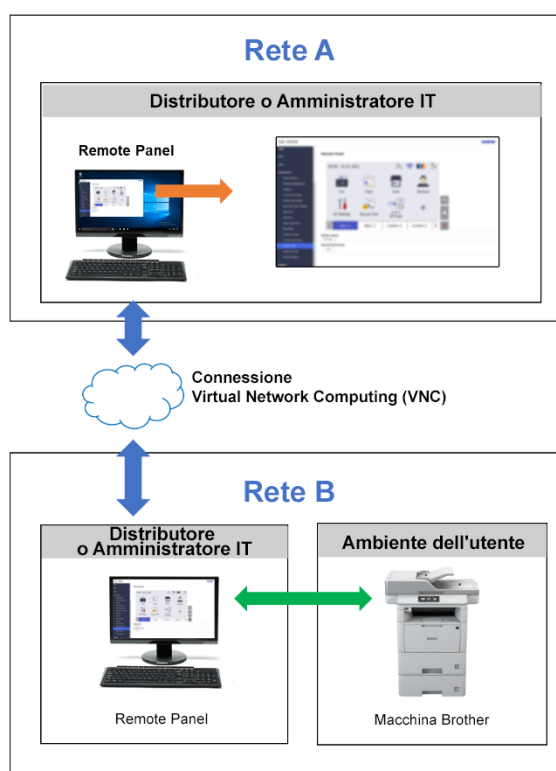 Rete A
Distributore o Amministratore IT
Remote Panel
Connessione
Virtual Network Computing (VNC)
Rete B
Distributore
o Amministratore IT
Ambiente dell'utente
Remote Panel
Macchina Brother